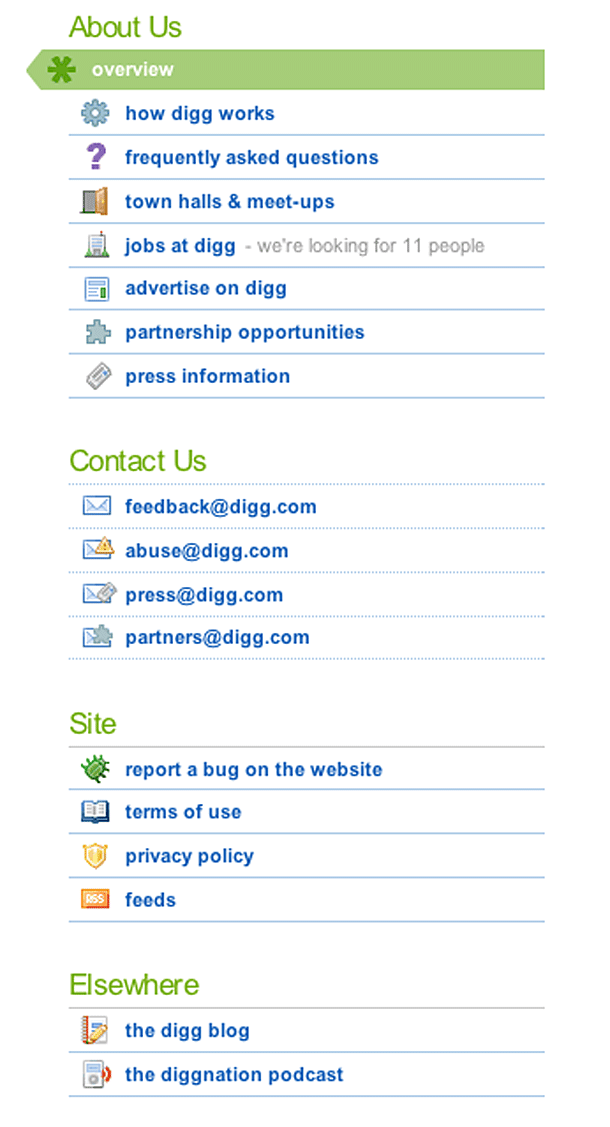 About Us
overview
how digg works
frequently asked questions
town halls & meet-ups
jobs at digg - we're looking for 11 people
advertise on digg
partnership opportunities
press information
Contact Us
feedback@digg.com
abuse@digg.com
press@digg.com
partners@digg.com
Site
report a bug on the website
terms of use
privacy policy
RSS feeds
Elsewhere
the digg blog
the diggnation podcast